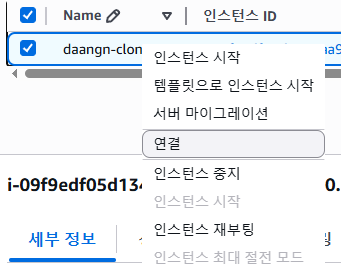 Name 인스턴스 ID
daangn-clon
인스턴스 시작
템플릿으로 인스턴스 시작
서버 마이그레이션
연결
인스턴스 중지
i-09f9edf05d134
인스턴스 시작
세부 정보
인스턴스 재부팅
인스턴스 최대 절전 모드